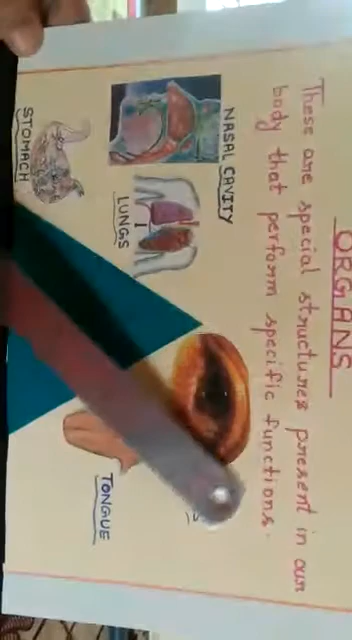 ORGANS
These are special structures present in our
body that perform specific functions.
NASAL CAVITY
LUNGS
STOMACH
TONGUE